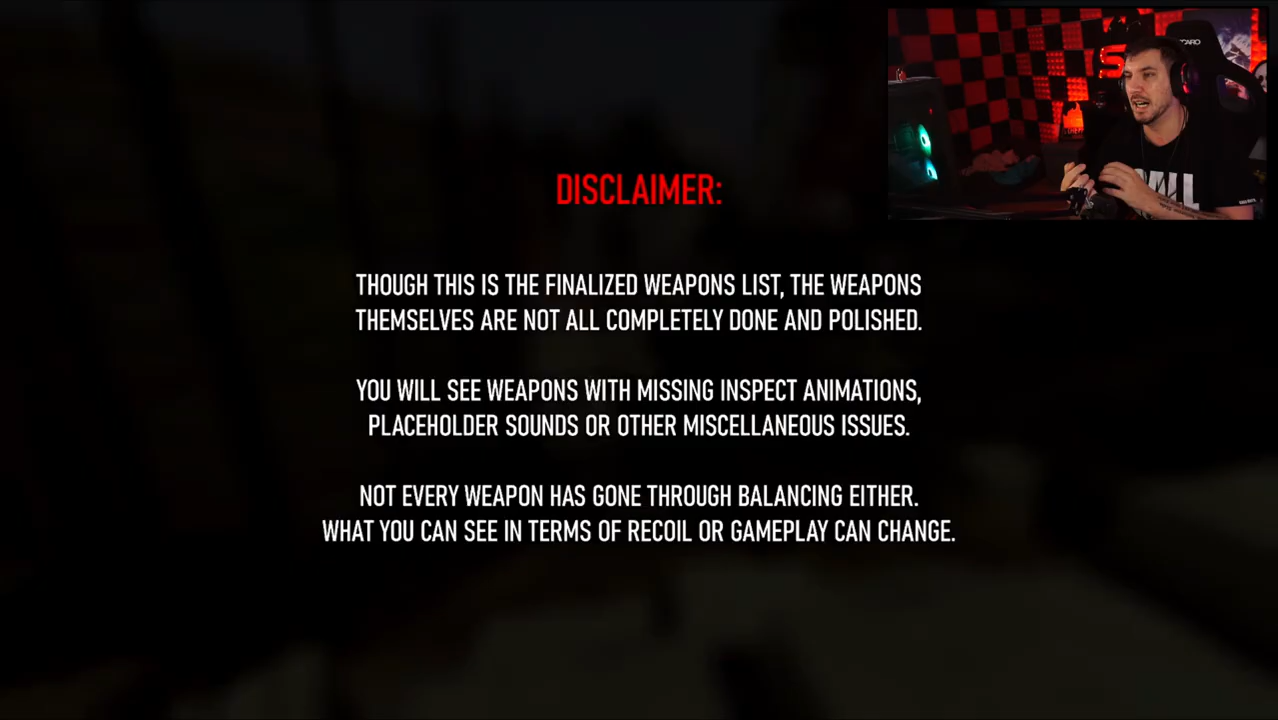 DISCLAIMER:
THOUGH THIS IS THE FINALIZED WEAPONS LIST, THE WEAPONS
THEMSELVES ARE NOT ALL COMPLETELY DONE AND POLISHED.
YOU WILL SEE WEAPONS WITH MISSING INSPECT ANIMATIONS,
PLACEHOLDER SOUNDS OR OTHER MISCELLANEOUS ISSUES.
NOT EVERY WEAPON HAS GONE THROUGH BALANCING EITHER.
WHAT YOU CAN SEE IN TERMS OF RECOIL OR GAMEPLAY CAN CHANGE.